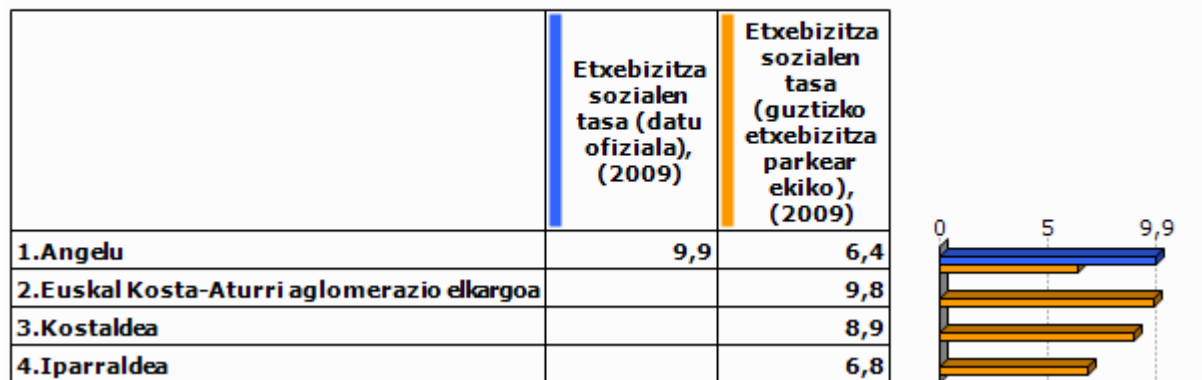 Etxebizitza
sozialen
tasa (datu
ofiziala),
(2009)
Etxebizitza
sozialen
tasa
(guztizko
etxebizitza
parkear
ekiko),
(2009)
0 5 9,9
1.Angelu 9,9 6,4
2.Euskal Kosta-Aturri aglomerazio elkargoa 9,8
3.Kostaldea 8,9
4.Iparraldea 6,8